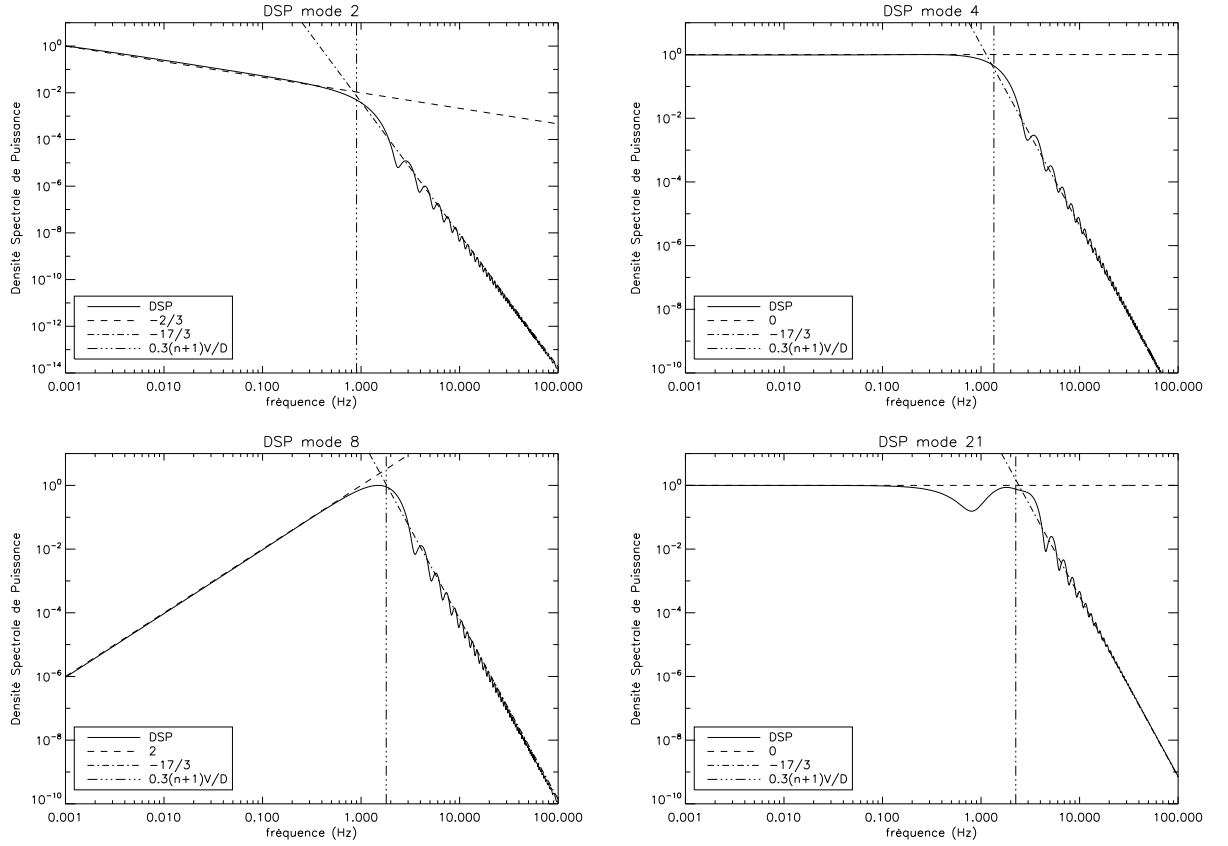 DSP mode 2
Densité Spectrale de Puissance
10^0
10^-2
10^-4
10^-6
10^-8
10^-10
10^-12
10^-14
DSP
-2/3
-17/3
0.3(n+1)V/D
0.001 0.010 0.100 1.000 10.000 100.000
fréquence (Hz)
DSP mode 4
Densité Spectrale de Puissance
10^0
10^-2
10^-4
10^-6
10^-8
10^-10
DSP
0
-17/3
0.3(n+1)V/D
0.001 0.010 0.100 1.000 10.000 100.000
fréquence (Hz)
DSP mode 8
Densité Spectrale de Puissance
10^0
10^-2
10^-4
10^-6
10^-8
10^-10
DSP
2
-17/3
0.3(n+1)V/D
0.001 0.010 0.100 1.000 10.000 100.000
fréquence (Hz)
DSP mode 21
Densité Spectrale de Puissance
10^0
10^-2
10^-4
10^-6
10^-8
10^-10
DSP
0
-17/3
0.3(n+1)V/D
0.001 0.010 0.100 1.000 10.000 100.000
fréquence (Hz)